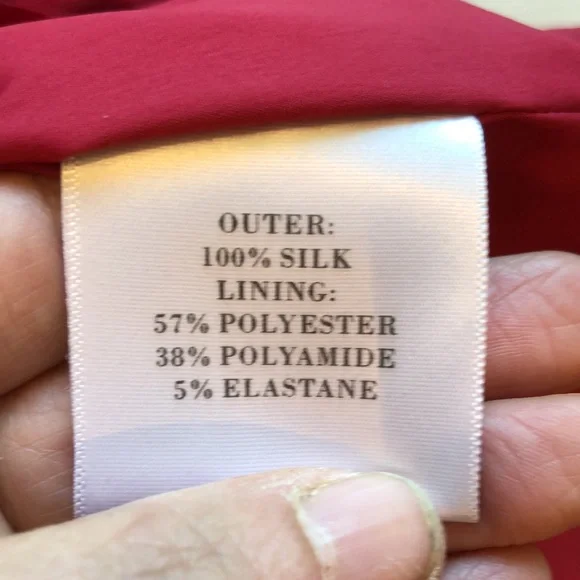 OUTER:
100% SILK
LINING:
57% POLYESTER
38% POLYAMIDE
5% ELASTANE